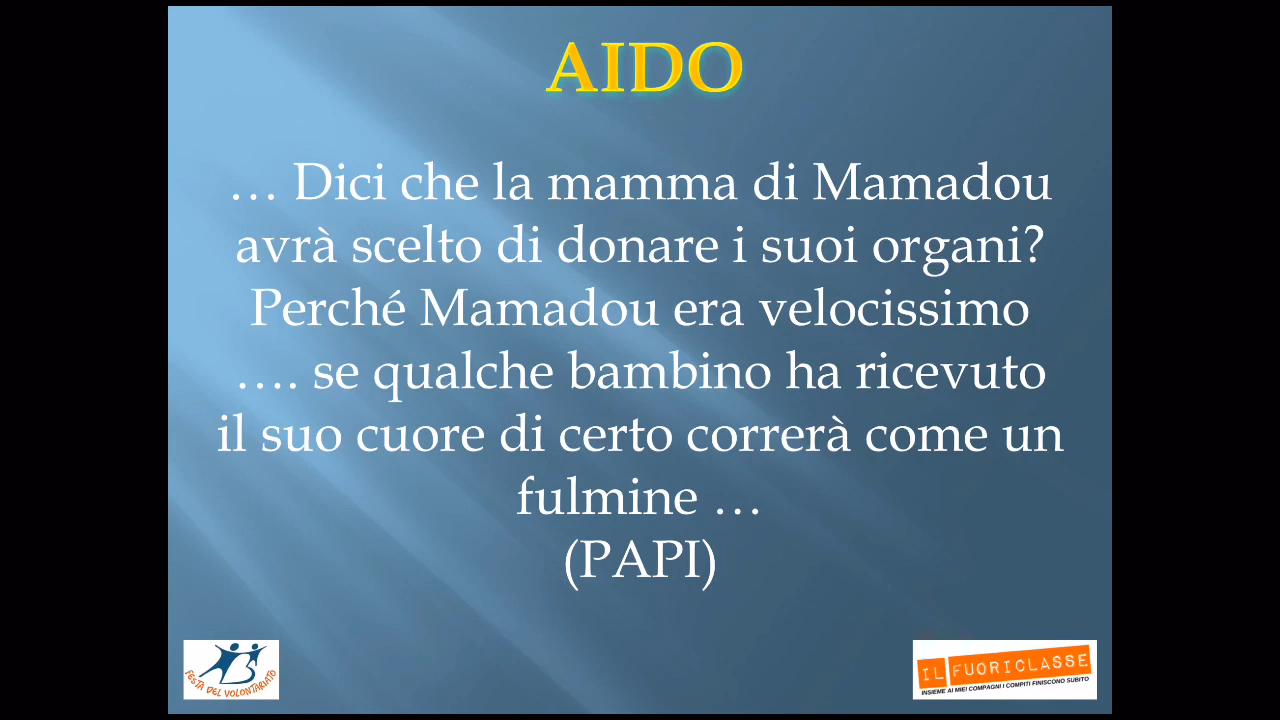 AIDO
… Dici che la mamma di Mamadou
avrà scelto di donare i suoi organi?
Perché Mamadou era velocissimo
…. se qualche bambino ha ricevuto
il suo cuore di certo correrà come un
fulmine …
(PAPI)
FESTA DEL VOLONTARIATO
IL FUORICLASSE
INSIEME AI MIEI COMPAGNI I COMPITI FINISCONO SUBITO